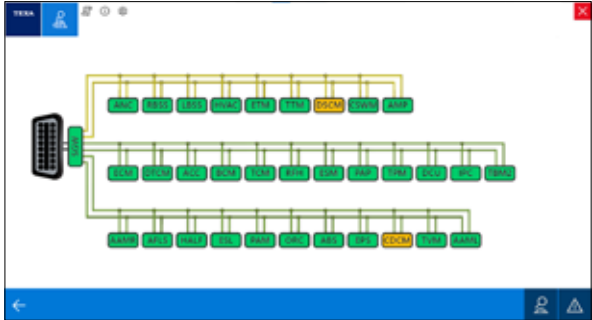 TEXA
ANC RBSS LBSS HVAC ETM TTM DSCM CSWM AMP
SGW
ECM DTCM ACC BCM TCM RFH ESM PAP TPM DCU IPC TBM2
AAMR AFLS HALF ESL PAM ORC ABS EPS CDCM TVM AAML